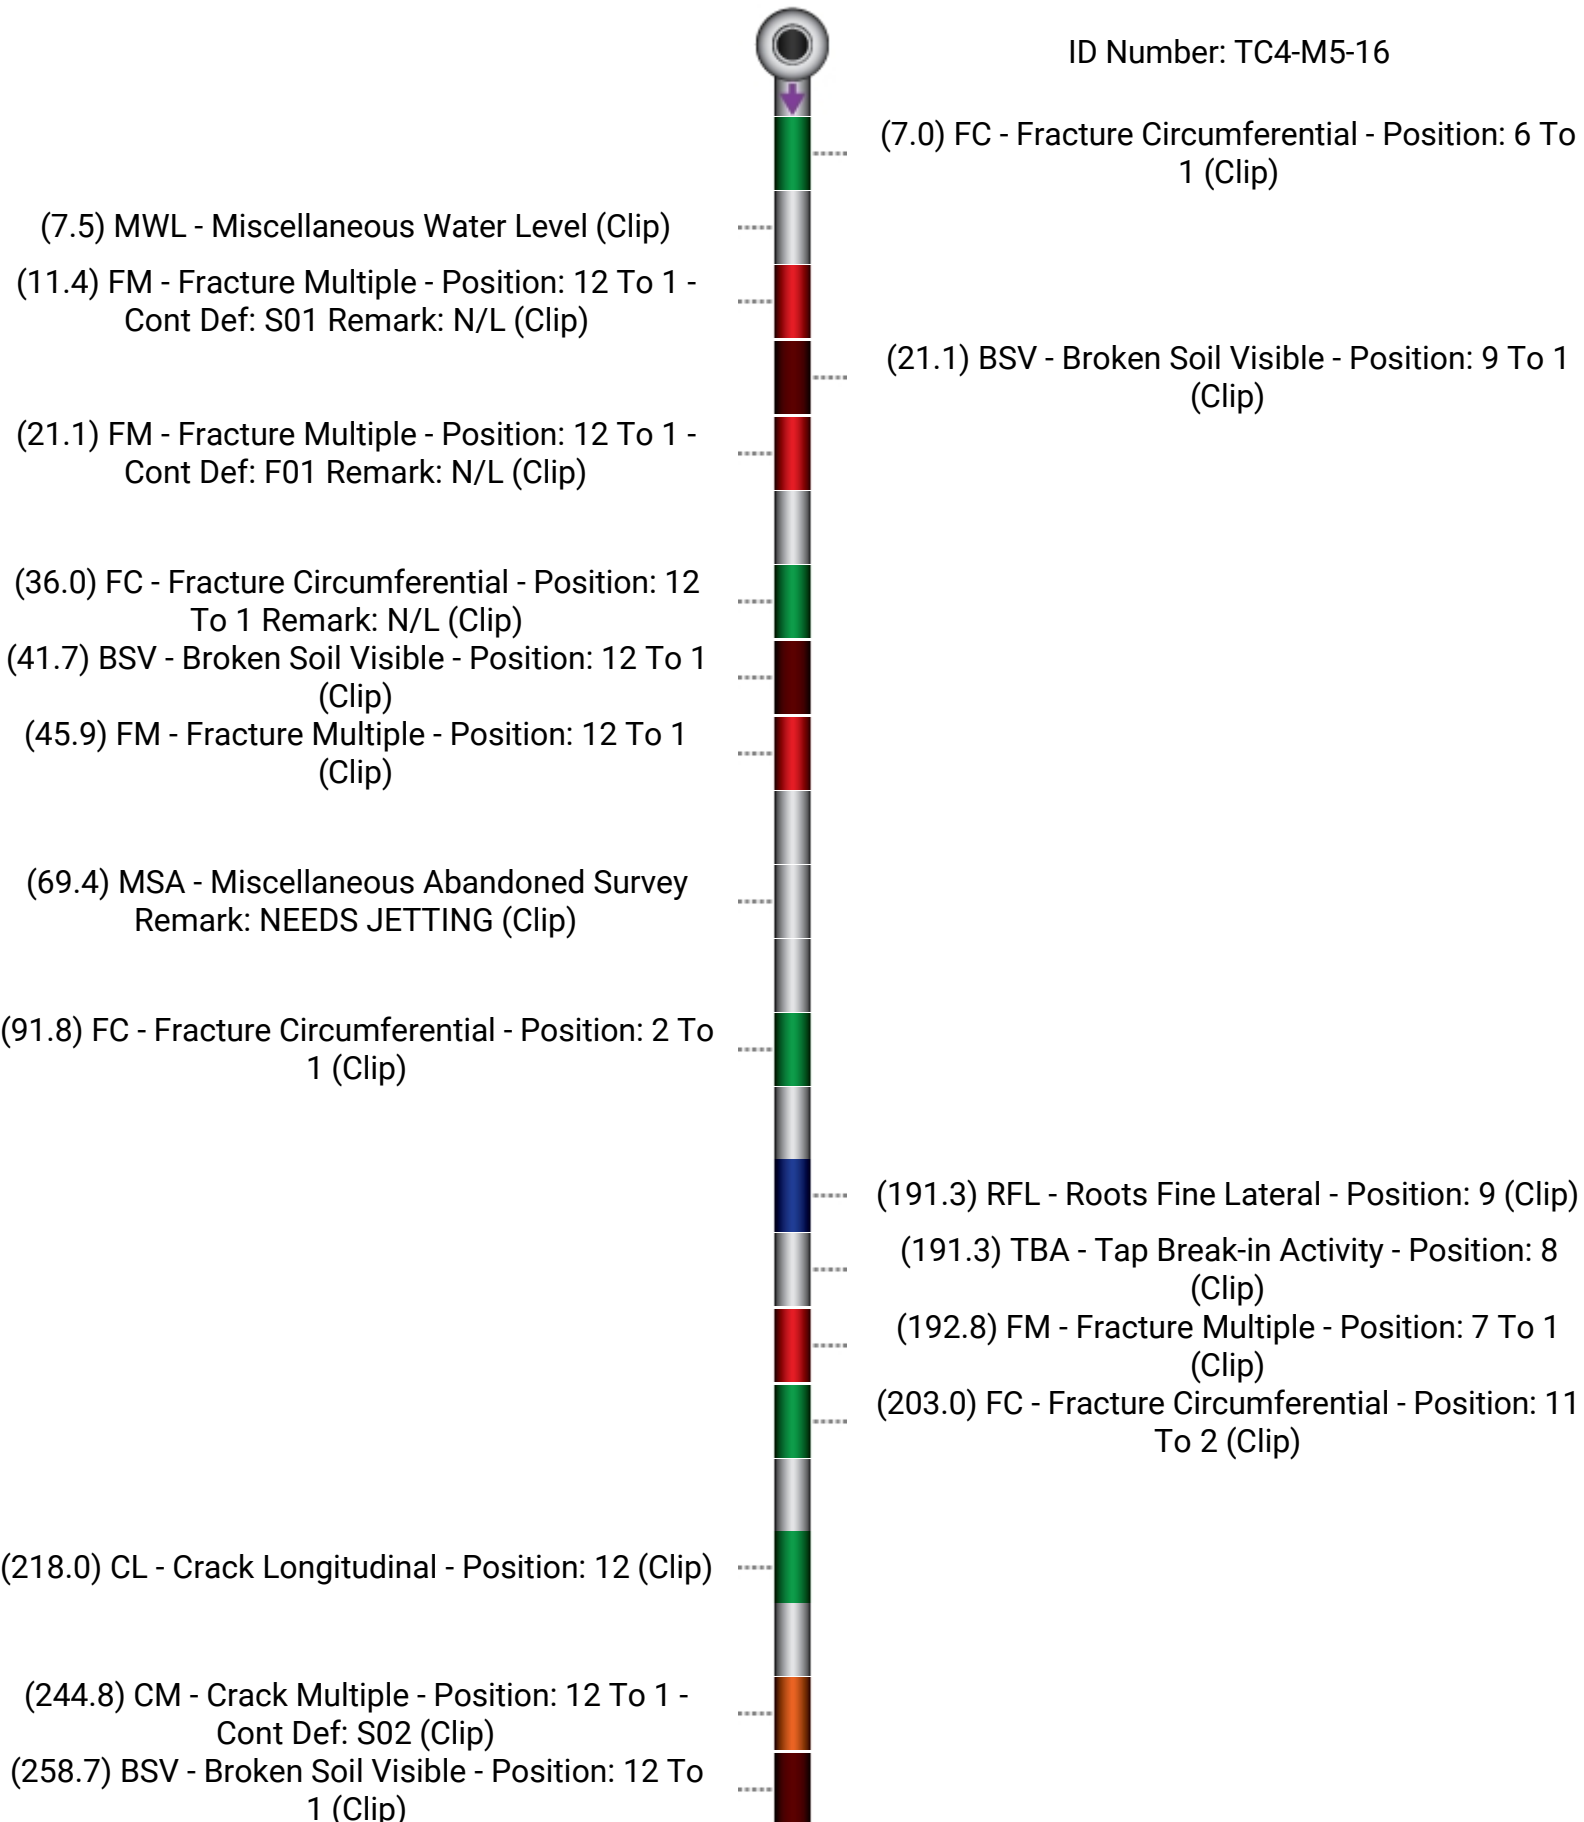 ID Number: TC4-M5-16
(7.0) FC - Fracture Circumferential - Position: 6 To
1 (Clip)
(7.5) MWL - Miscellaneous Water Level (Clip)
(11.4) FM - Fracture Multiple - Position: 12 To 1 -
Cont Def: S01 Remark: N/L (Clip)
(21.1) BSV - Broken Soil Visible - Position: 9 To 1
(Clip)
(21.1) FM - Fracture Multiple - Position: 12 To 1 -
Cont Def: F01 Remark: N/L (Clip)
(36.0) FC - Fracture Circumferential - Position: 12
To 1 Remark: N/L (Clip)
(41.7) BSV - Broken Soil Visible - Position: 12 To 1
(Clip)
(45.9) FM - Fracture Multiple - Position: 12 To 1
(Clip)
(69.4) MSA - Miscellaneous Abandoned Survey
Remark: NEEDS JETTING (Clip)
(91.8) FC - Fracture Circumferential - Position: 2 To
1 (Clip)
(191.3) RFL - Roots Fine Lateral - Position: 9 (Clip)
(191.3) TBA - Tap Break-in Activity - Position: 8
(Clip)
(192.8) FM - Fracture Multiple - Position: 7 To 1
(Clip)
(203.0) FC - Fracture Circumferential - Position: 11
To 2 (Clip)
(218.0) CL - Crack Longitudinal - Position: 12 (Clip)
(244.8) CM - Crack Multiple - Position: 12 To 1 -
Cont Def: S02 (Clip)
(258.7) BSV - Broken Soil Visible - Position: 12 To
1 (Clip)